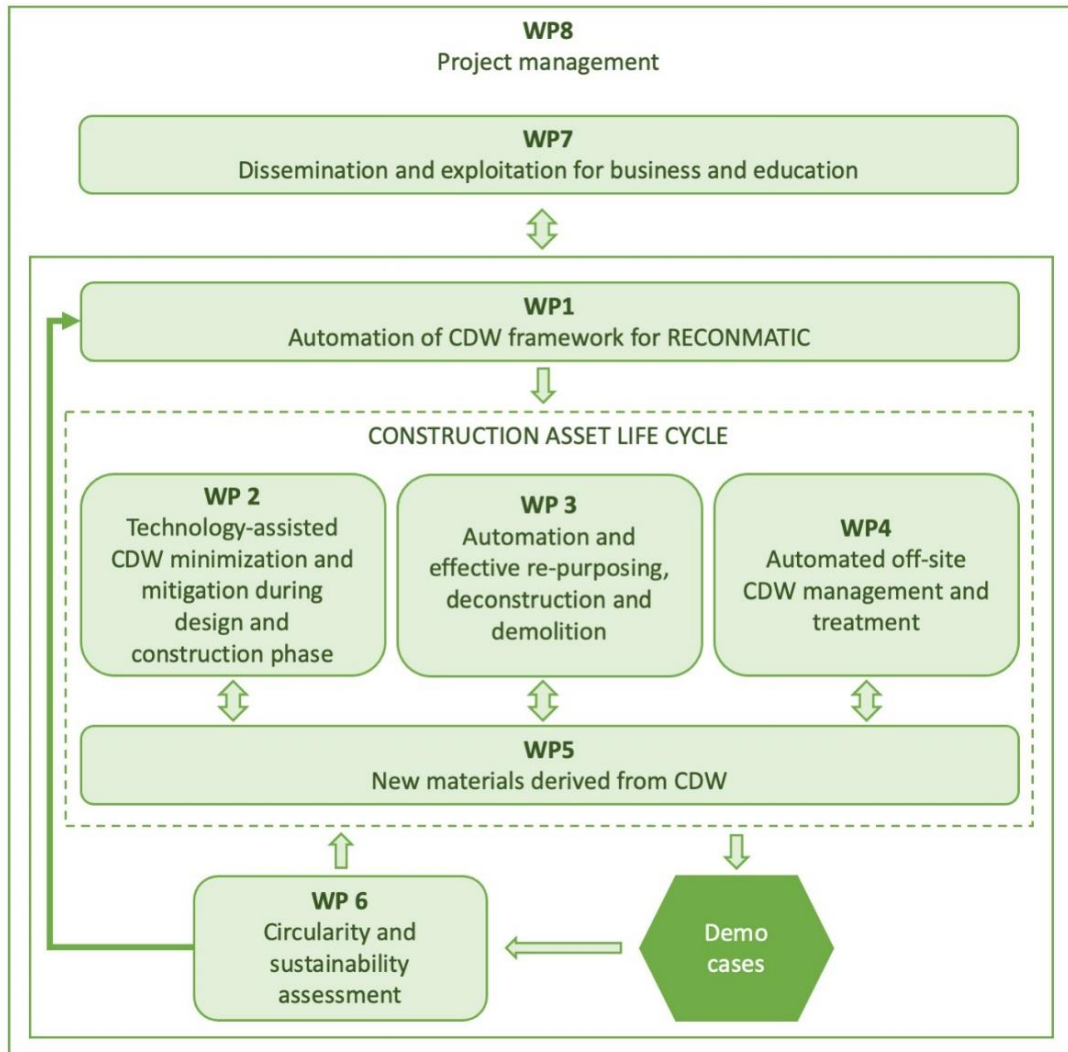 WP8
Project management
WP7
Dissemination and exploitation for business and education
WP1
Automation of CDW framework for RECONMATIC
CONSTRUCTION ASSET LIFE CYCLE
WP 2
Technology-assisted
CDW minimization and
mitigation during
design and
construction phase
WP 3
Automation and
effective re-purposing,
deconstruction and
demolition
WP4
Automated off-site
CDW management and
treatment
WP5
New materials derived from CDW
WP 6
Circularity and
sustainability
assessment
Demo
cases